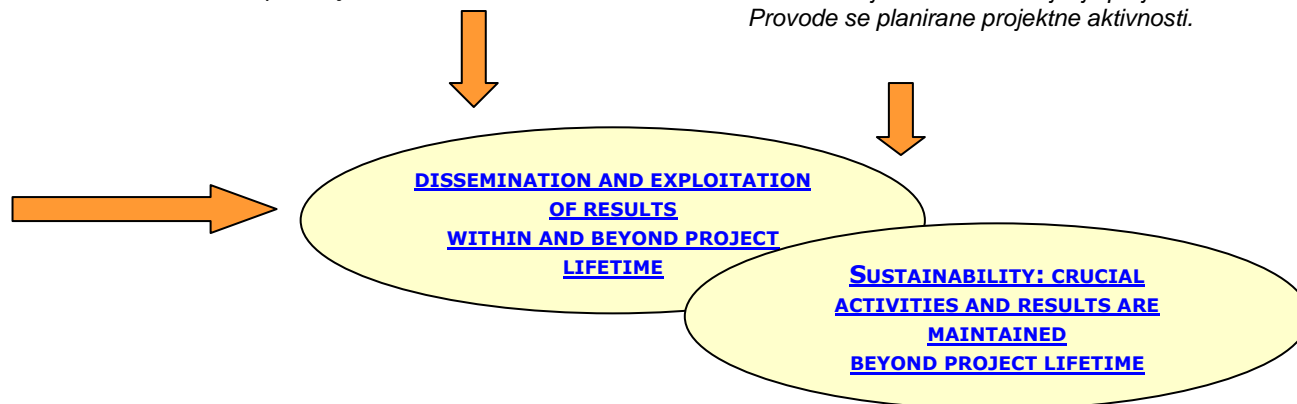 Provode se planirane projektne aktivnosti.
DISSEMINATION AND EXPLOITATION
OF RESULTS
WITHIN AND BEYOND PROJECT
LIFETIME
SUSTAINABILITY: CRUCIAL
ACTIVITIES AND RESULTS ARE
MAINTAINED
BEYOND PROJECT LIFETIME